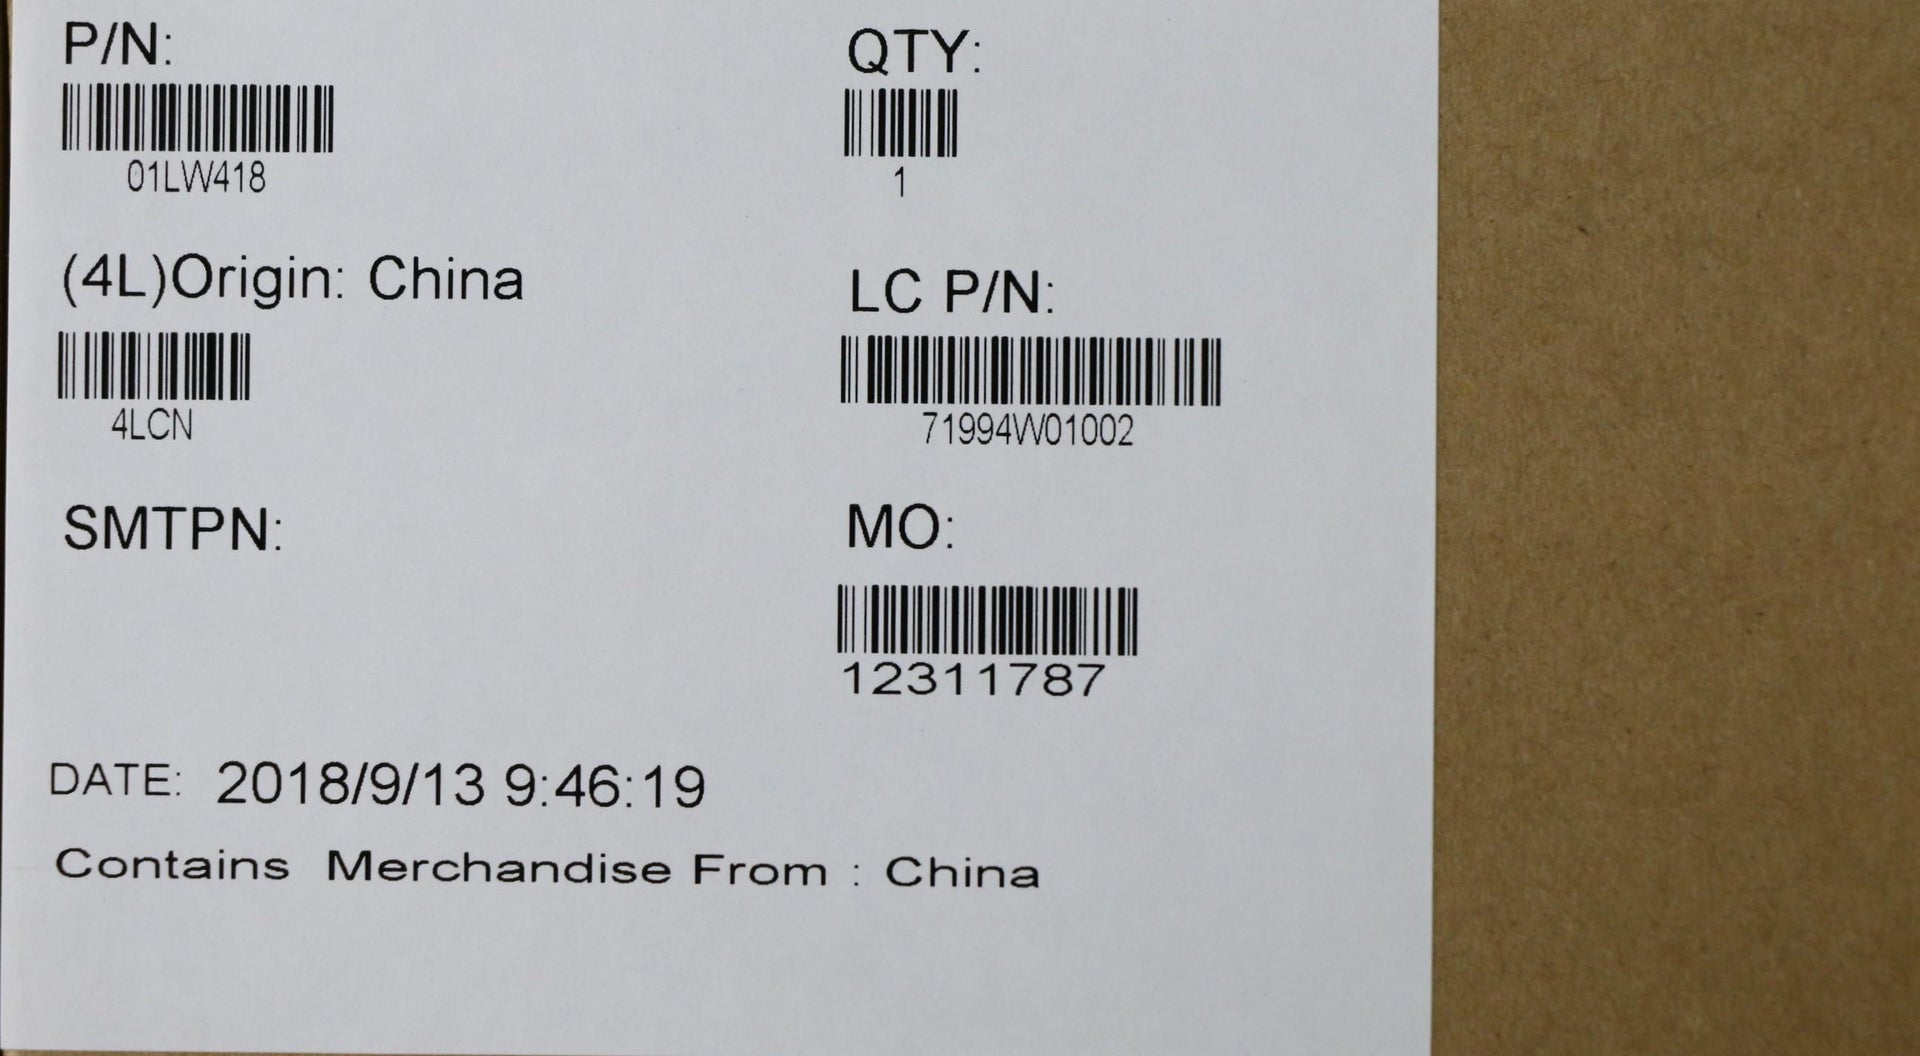 P/N:
QTY:
01LW418
1
(4L)Origin: China
LC P/N:
4LCN
71994W01002
SMTPN:
MO:
12311787
DATE: 2018/9/13 9:46:19
Contains Merchandise From : China